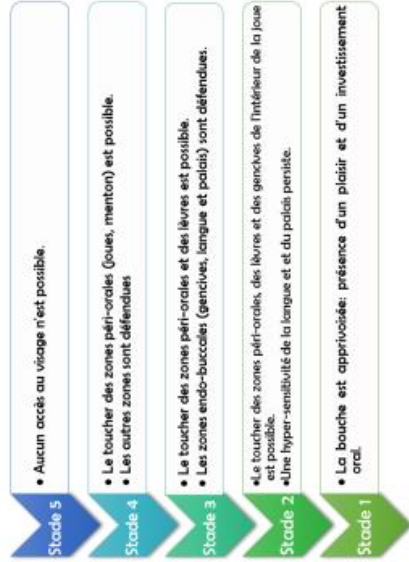 Stade 5
• Aucun accès au visage n'est possible.
Stade 4
• Le toucher des zones péri-orales (joues, menton) est possible.
• Les autres zones sont défendues
Stade 3
• Le toucher des zones péri-orales et des lèvres est possible.
• Les zones endo-buccales (gencives, langue et palais) sont défendues.
Stade 2
•Le toucher des zones péri-orales, des lèvres et des gencives de l'intérieur de la joue
est possible.
•Une hyper-sensitivité de la langue et et du palais persiste.
Stade 1
• La bouche est apprivoisée: présence d'un plaisir et d'un investissement
oral.